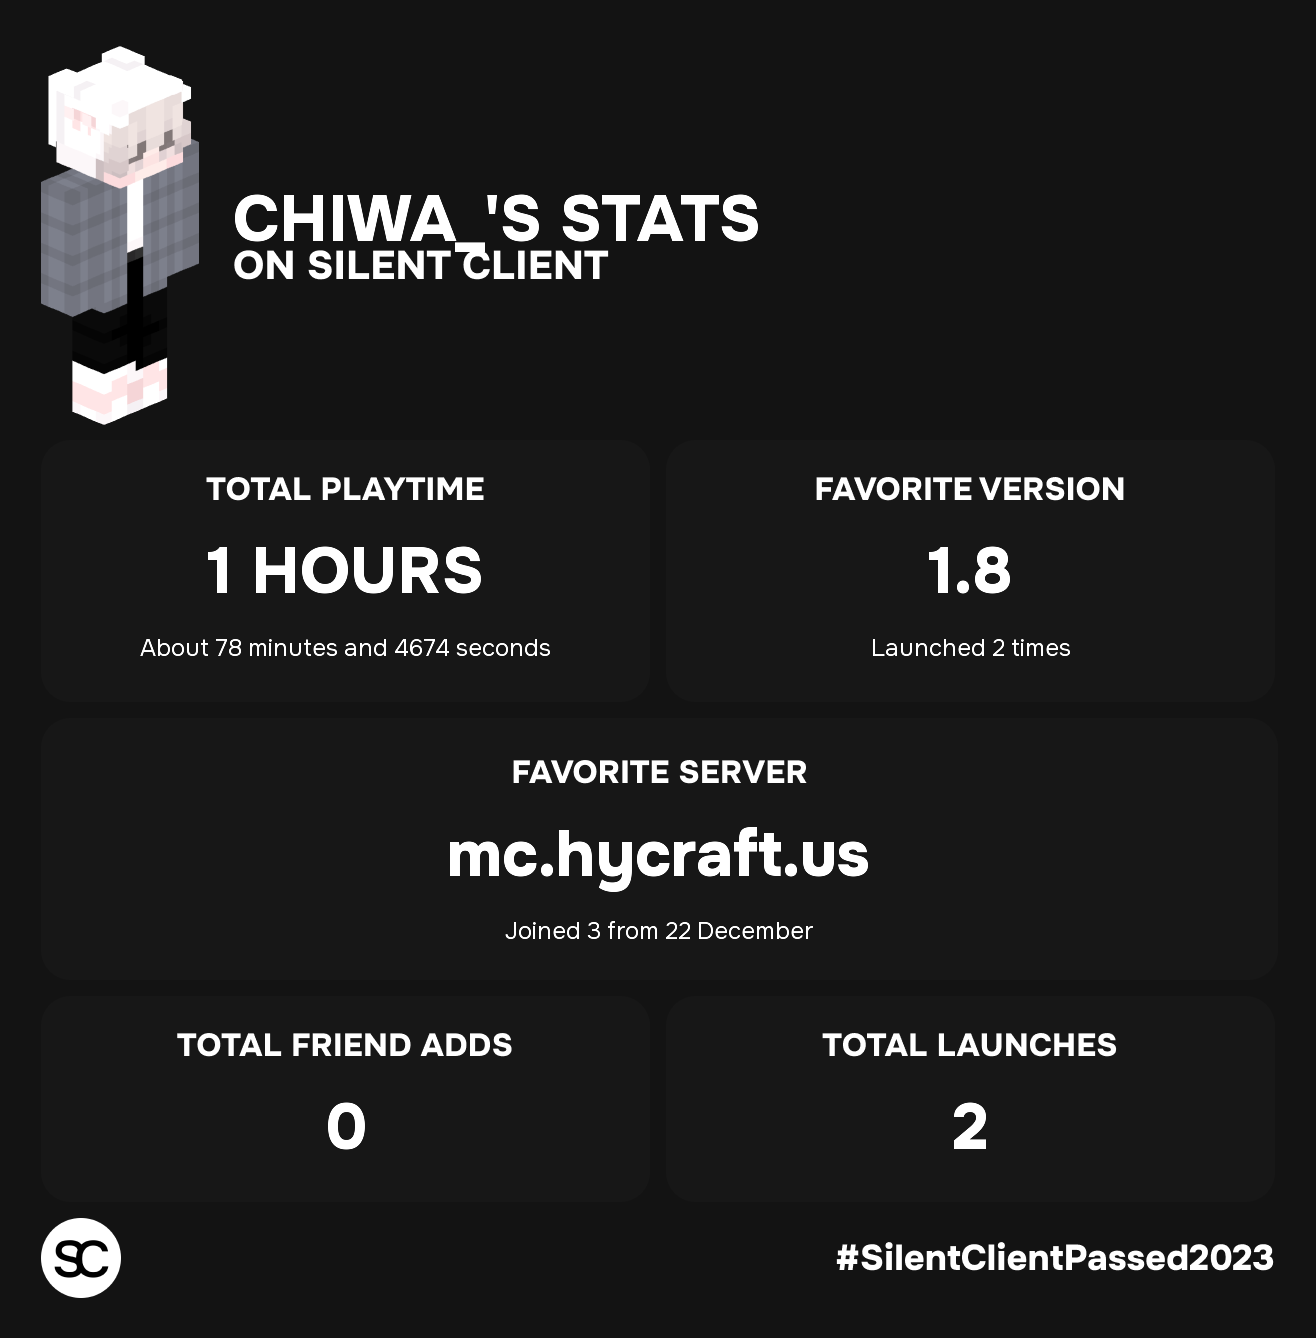 CHIWA_'S STATS
ON SILENT CLIENT
TOTAL PLAYTIME
1 HOURS
About 78 minutes and 4674 seconds
FAVORITE VERSION
1.8
Launched 2 times
FAVORITE SERVER
mc.hycraft.us
Joined 3 from 22 December
TOTAL FRIEND ADDS
0
TOTAL LAUNCHES
2
SC
#SilentClientPassed2023